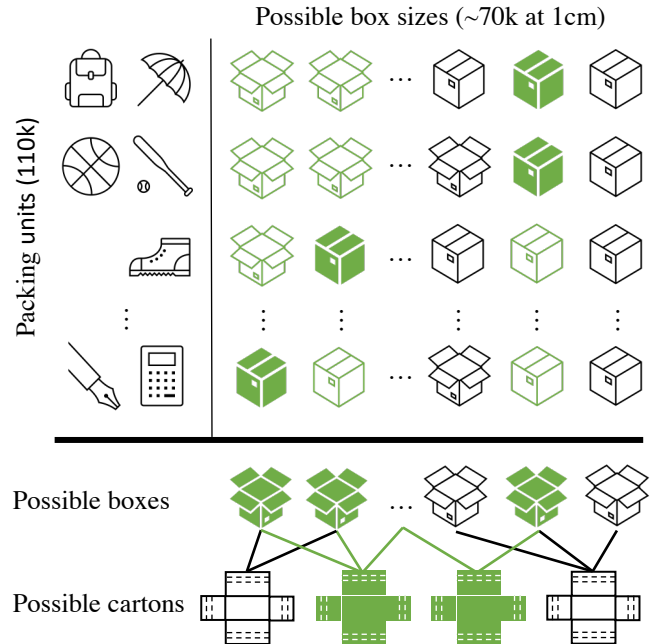 Possible box sizes (~70k at 1cm)
Packing units (110k)
Possible boxes
Possible cartons